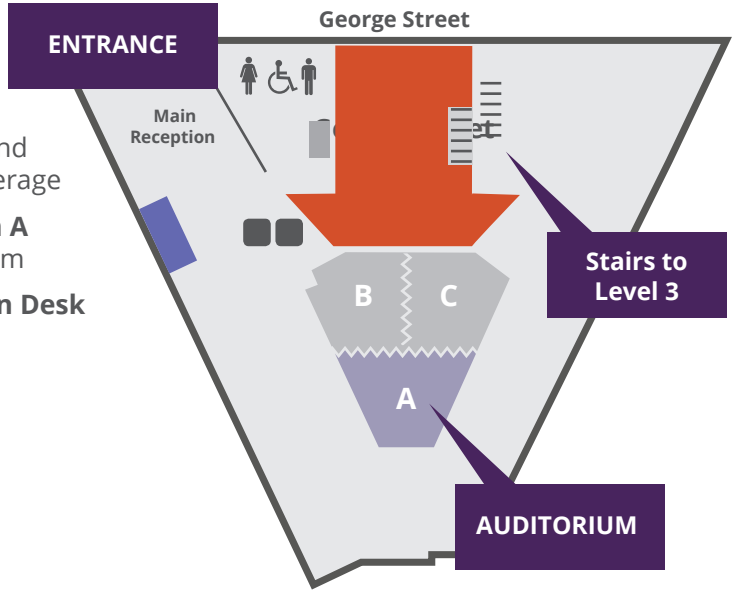 George Street
ENTRANCE
Main
Reception
nd
erage
A
m
n Desk
Stairs to
Level 3
B
C
A
AUDITORIUM